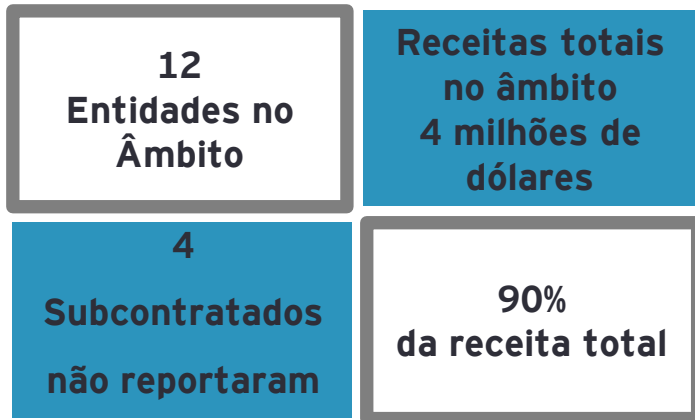 12
Entidades no
Âmbito
Receitas totais
no âmbito
4 milhões de
dólares
4
Subcontratados
não reportaram
90%
da receita total